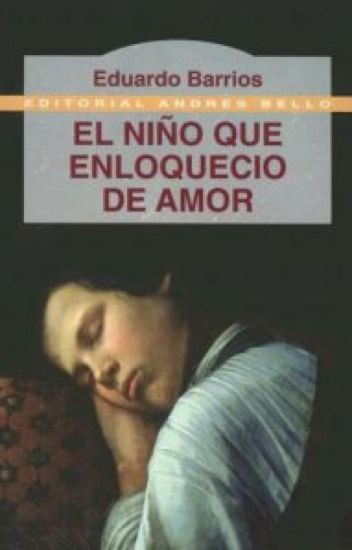 Eduardo Barrios
EDITORIAL ANDRES BELLO
EL NIÑO QUE
ENLOQUECIO
DE AMOR